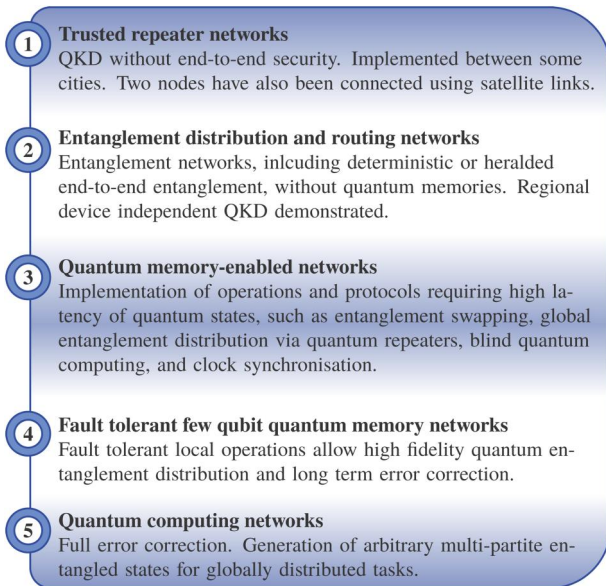 1
Trusted repeater networks
QKD without end-to-end security. Implemented between some
cities. Two nodes have also been connected using satellite links.
2
Entanglement distribution and routing networks
Entanglement networks, inlcuding deterministic or heralded
end-to-end entanglement, without quantum memories. Regional
device independent QKD demonstrated.
3
Quantum memory-enabled networks
Implementation of operations and protocols requiring high la-
tency of quantum states, such as entanglement swapping, global
entanglement distribution via quantum repeaters, blind quantum
computing, and clock synchronisation.
4
Fault tolerant few qubit quantum memory networks
Fault tolerant local operations allow high fidelity quantum en-
tanglement distribution and long term error correction.
5
Quantum computing networks
Full error correction. Generation of arbitrary multi-partite en-
tangled states for globally distributed tasks.